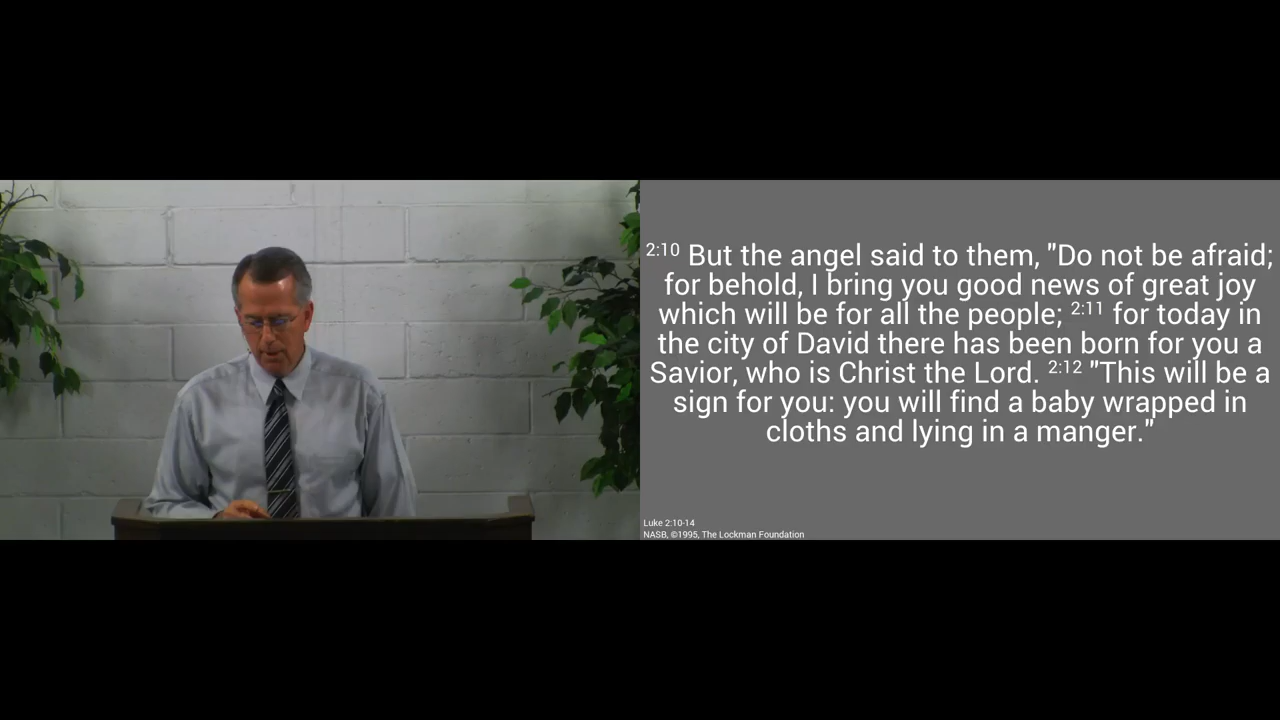 2:10 But the angel said to them, "Do not be afraid;
for behold, I bring you good news of great joy
which will be for all the people; 2:11 for today in
the city of David there has been born for you a
Savior, who is Christ the Lord. 2:12 "This will be a
sign for you: you will find a baby wrapped in
cloths and lying in a manger."
Luke 2:10-14
NASB, ©1995, The Lockman Foundation